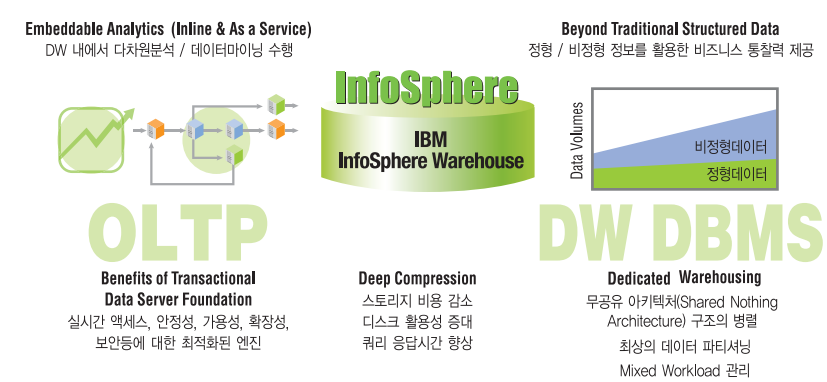 Embeddable Analytics (Inline & As a Service)
DW 내에서 다차원분석 / 데이터마이닝 수행
InfoSphere
IBM
InfoSphere Warehouse
Beyond Traditional Structured Data
정형 / 비정형 정보를 활용한 비즈니스 통찰력 제공
Data Volumes
비정형데이터
정형데이터
OLTP
Benefits of Transactional
Data Server Foundation
실시간 액세스, 안정성, 가용성, 확장성,
보안등에 대한 최적화된 엔진
Deep Compression
스토리지 비용 감소
디스크 활용성 증대
쿼리 응답시간 향상
DW DBMS
Dedicated Warehousing
무공유 아키텍처(Shared Nothing
Architecture) 구조의 병렬
최상의 데이터 파티셔닝
Mixed Workload 관리